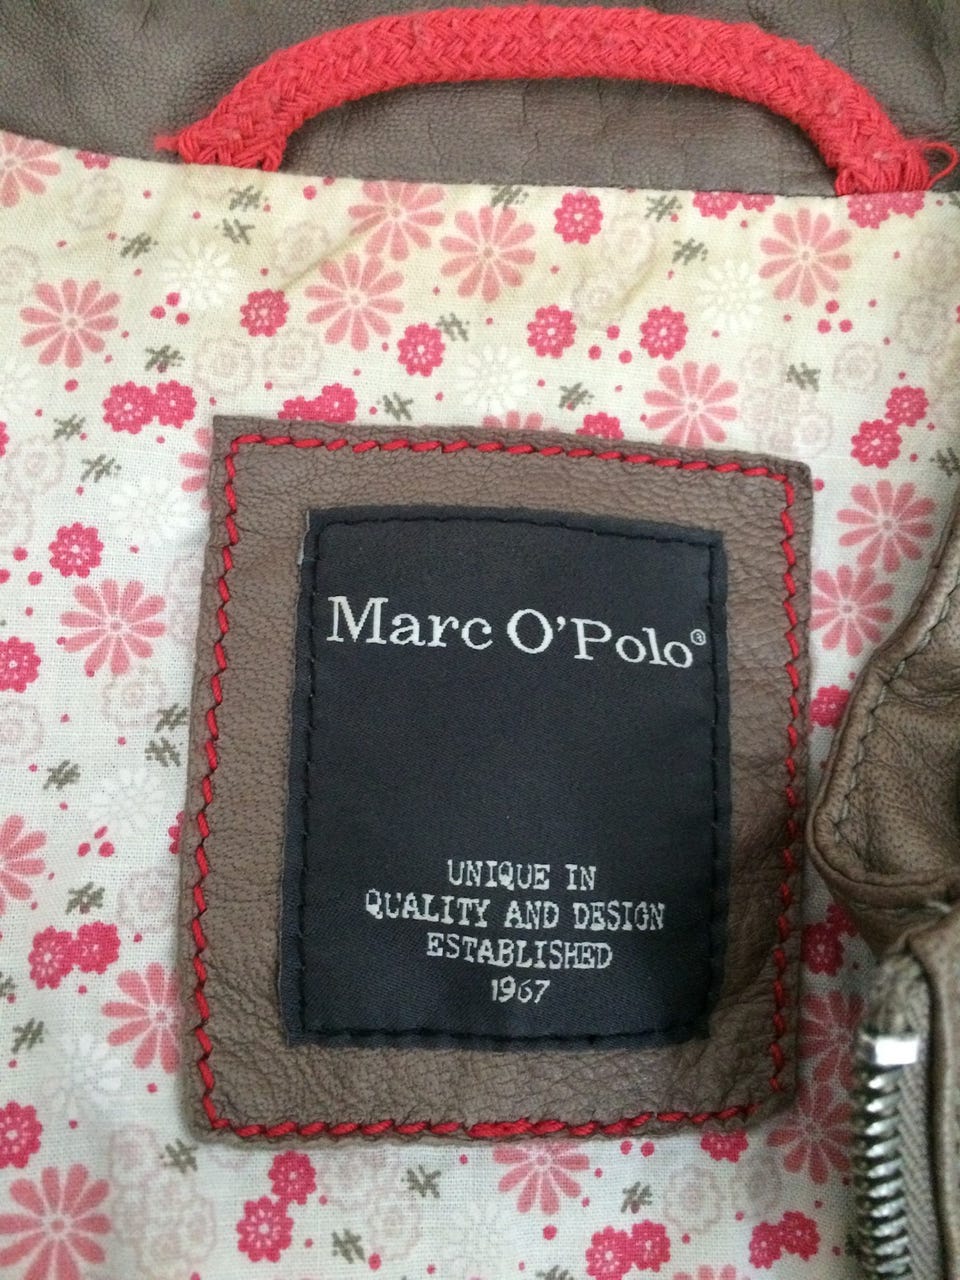 Marc O'Polo®
UNIQUE IN
QUALITY AND DESIGN
ESTABLISHED
1967